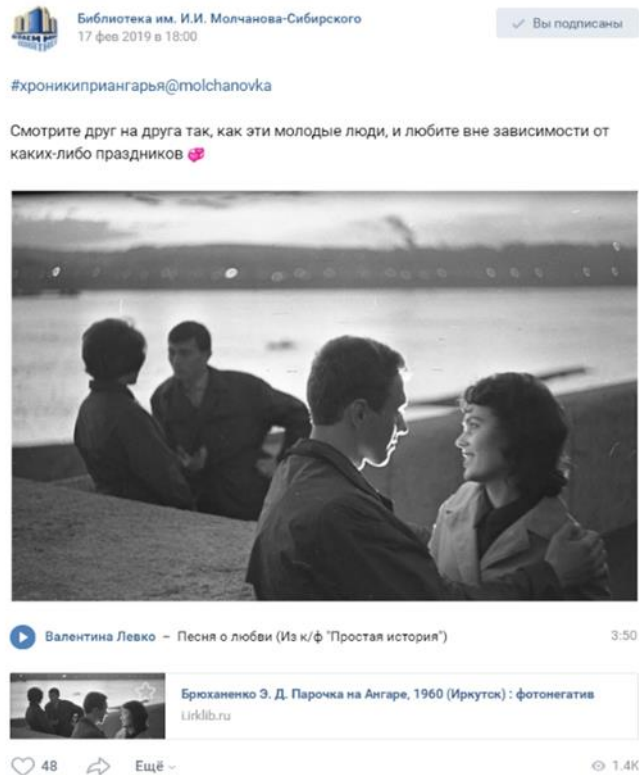 Библиотека им. И.И. Молчанова-Сибирского
17 фев 2019 в 18:00
Вы подписаны
#хроникиприангарья@molchanovka
Смотрите друг на друга так, как эти молодые люди, и любите вне зависимости от
каких-либо праздников
Валентина Левко – Песня о любви (Из к/ф "Простая история")
3:50
Брюханенко Э. Д. Парочка на Ангаре, 1960 (Иркутск) : фотонегатив
i.irklib.ru
48
Ещё
1.4K